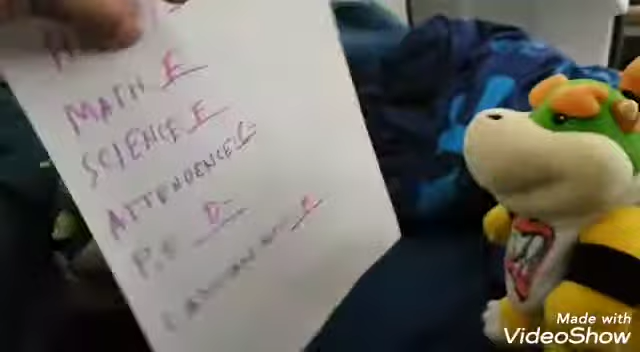 MATH F
SCIENCE F
ATTENDENCE C
P.E D-
Made with
VideoShow